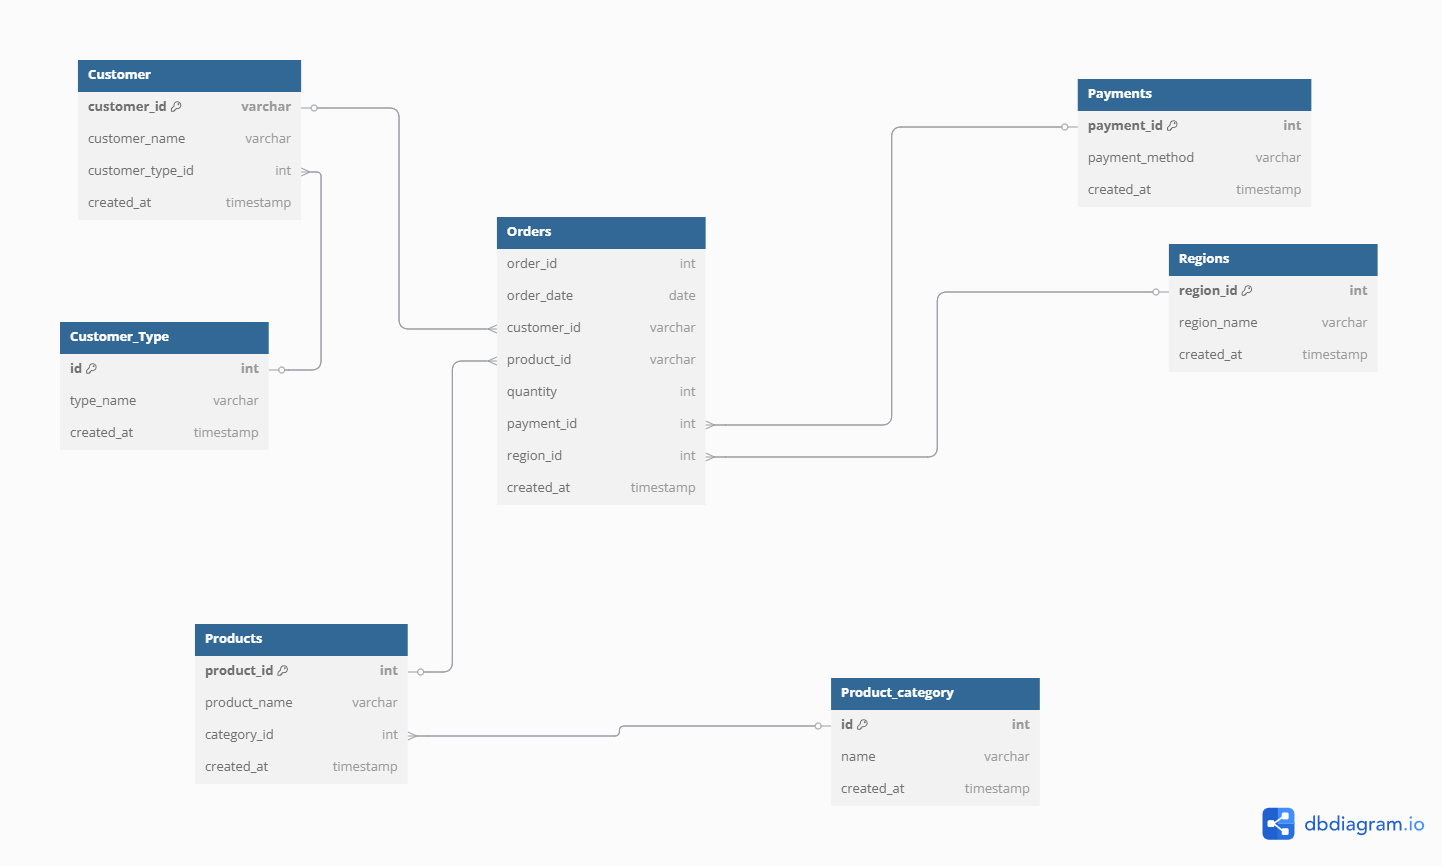 Customer
customer_id varchar
customer_name varchar
customer_type_id int
created_at timestamp
Customer_Type
id int
type_name varchar
created_at timestamp
Orders
order_id int
order_date date
customer_id varchar
product_id varchar
quantity int
payment_id int
region_id int
created_at timestamp
Payments
payment_id int
payment_method varchar
created_at timestamp
Regions
region_id int
region_name varchar
created_at timestamp
Products
product_id int
product_name varchar
category_id int
created_at timestamp
Product_category
id int
name varchar
created_at timestamp
dbdiagram.io